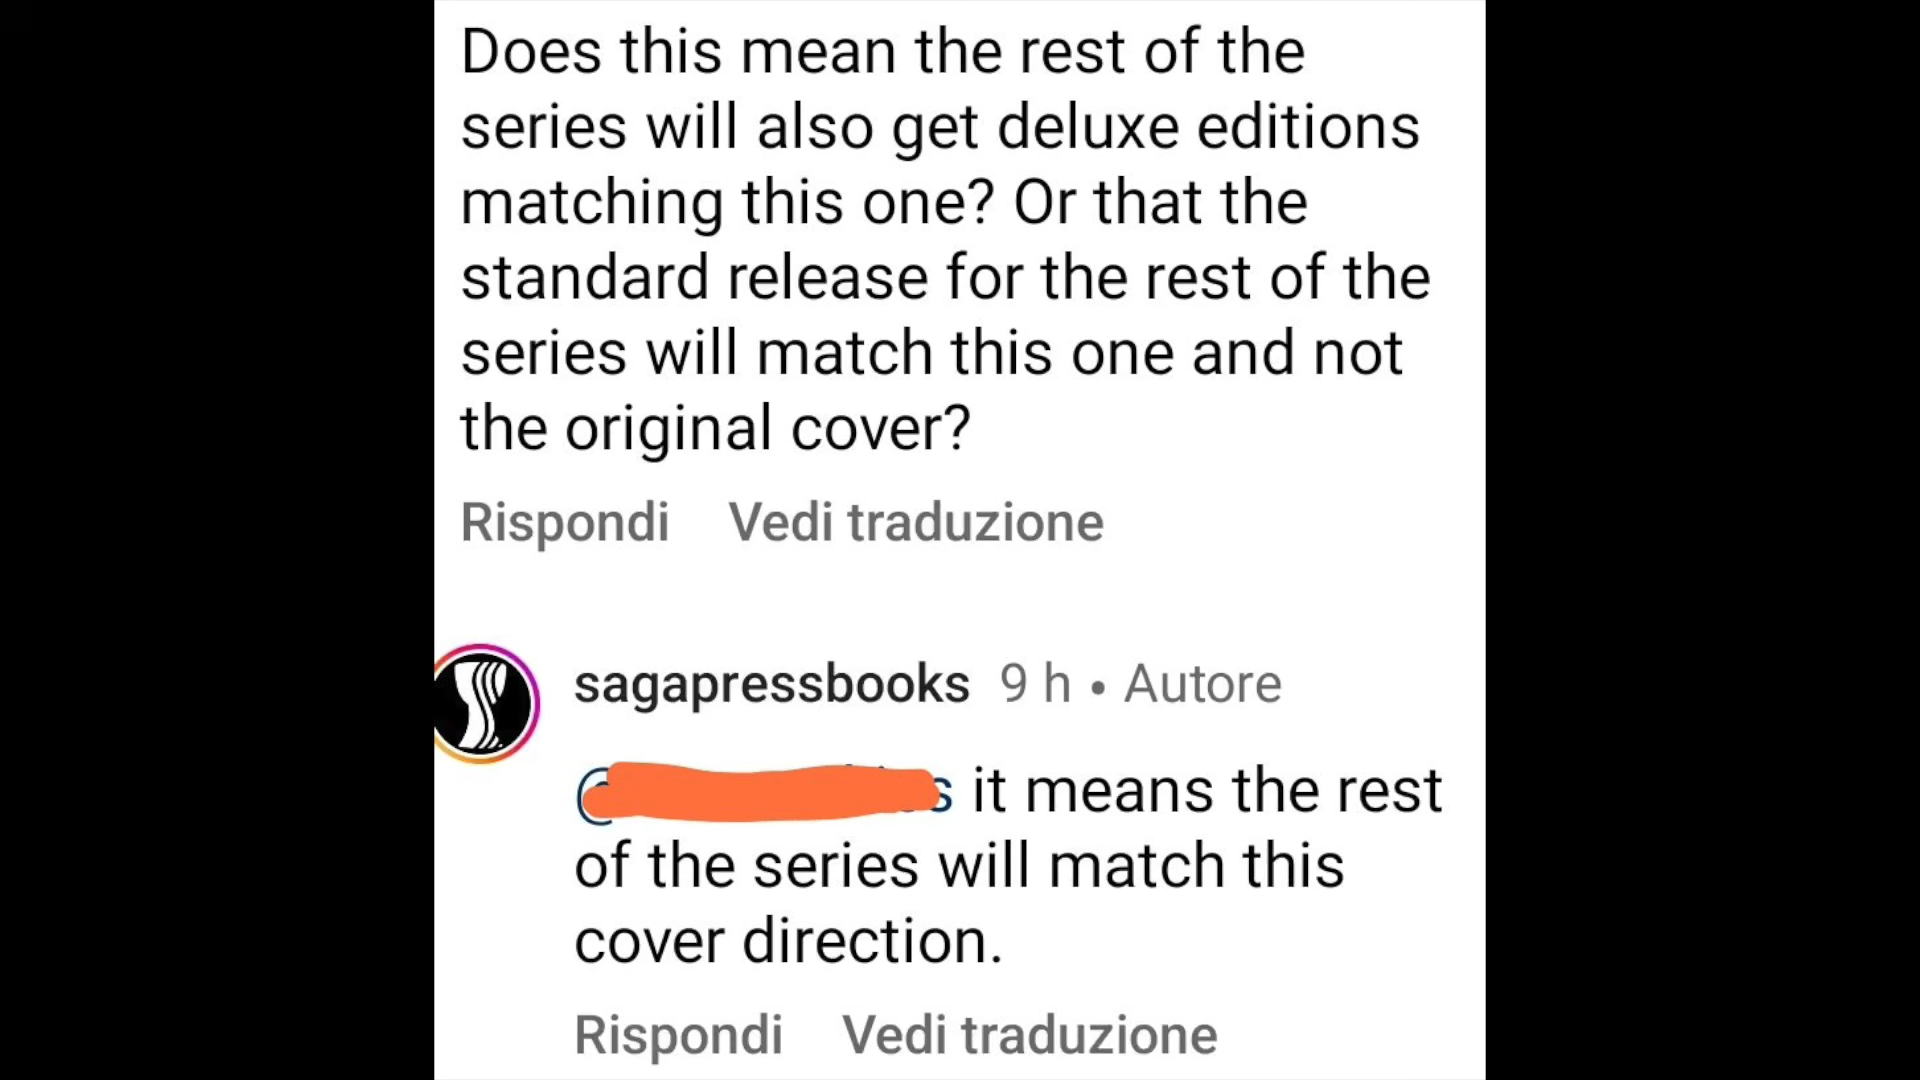 Does this mean the rest of the
series will also get deluxe editions
matching this one? Or that the
standard release for the rest of the
series will match this one and not
the original cover?
Rispondi Vedi traduzione
sagapressbooks 9 h • Autore
it means the rest
of the series will match this
cover direction.
Rispondi Vedi traduzione